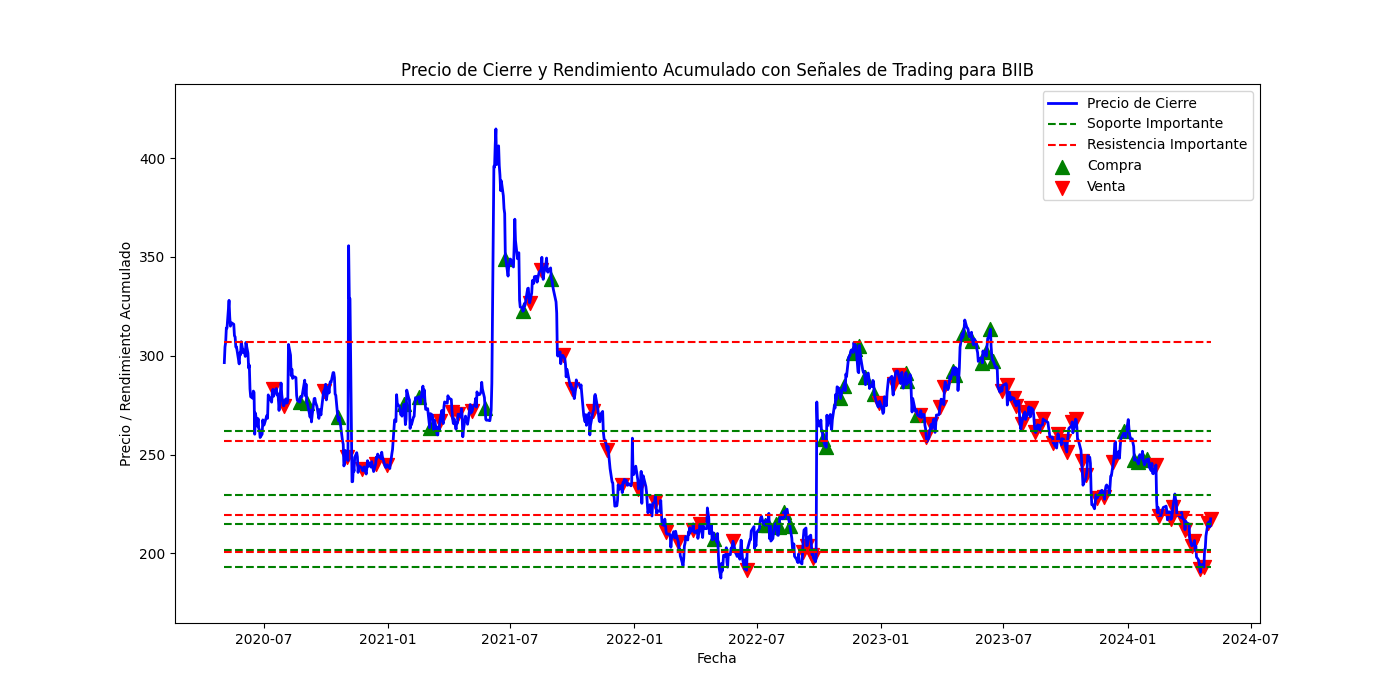 Precio de Cierre y Rendimiento Acumulado con Señales de Trading para BIIB
Precio de Cierre
Soporte Importante
Resistencia Importante
Compra
Venta
Precio / Rendimiento Acumulado
400
350
300
250
200
2020-07
2021-01
2021-07
2022-01
2022-07
2023-01
2023-07
2024-01
2024-07
Fecha